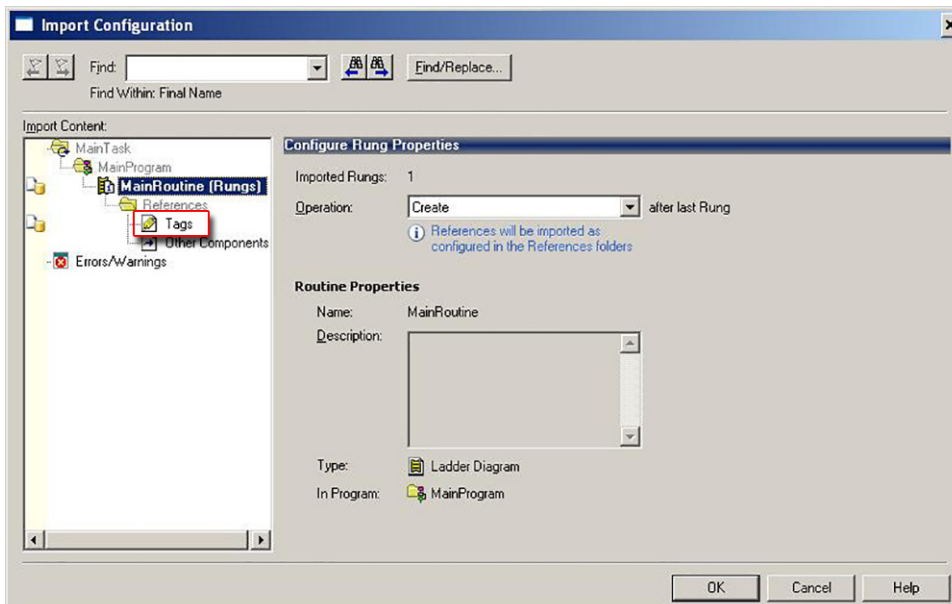 Import Configuration
Find:
Find/Replace...
Find Within: Final Name
Import Content:
MainTask
MainProgram
MainRoutine (Rungs)
References
Tags
Other Components
Errors/Warnings
Configure Rung Properties
Imported Rungs: 1
Operation: Create after last Rung
References will be imported as
configured in the References folders
Routine Properties
Name: MainRoutine
Description:
Type: Ladder Diagram
In Program: MainProgram
OK Cancel Help